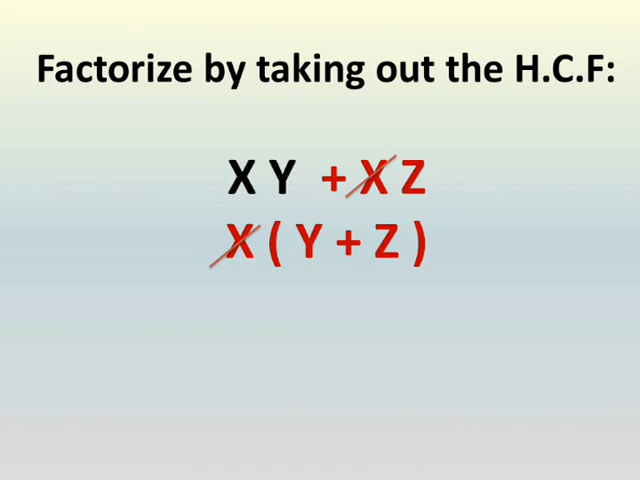 Factorize by taking out the H.C.F:
X Y + X Z
X ( Y + Z )